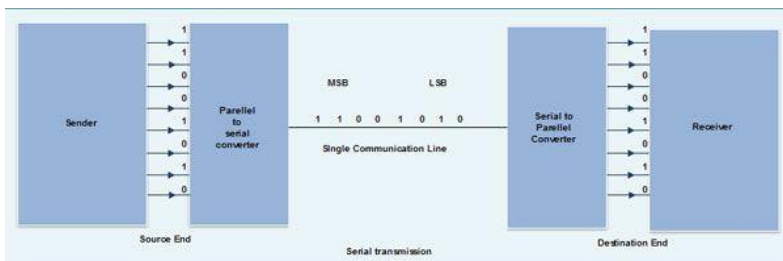 1
1
0
0
1
0
1
0
Sender
Parellel
to
serial
converter
MSB LSB
1 1 0 0 1 0 1 0
SIngle Communication Line
Serial to
Parellel
Converter
1
1
0
0
1
0
1
0
Receiver
Source End
Destination End
Serial transmission